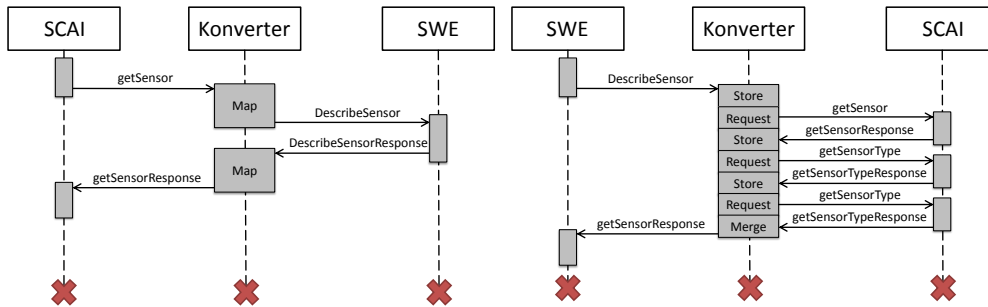 SCAI
Konverter
SWE
getSensor
Map
DescribeSensor
DescribeSensorResponse
Map
getSensorResponse
SWE
Konverter
SCAI
DescribeSensor
Store
Request
getSensor
Store
getSensorResponse
Request
getSensorType
Store
getSensorTypeResponse
Request
getSensorType
Merge
getSensorTypeResponse
getSensorResponse